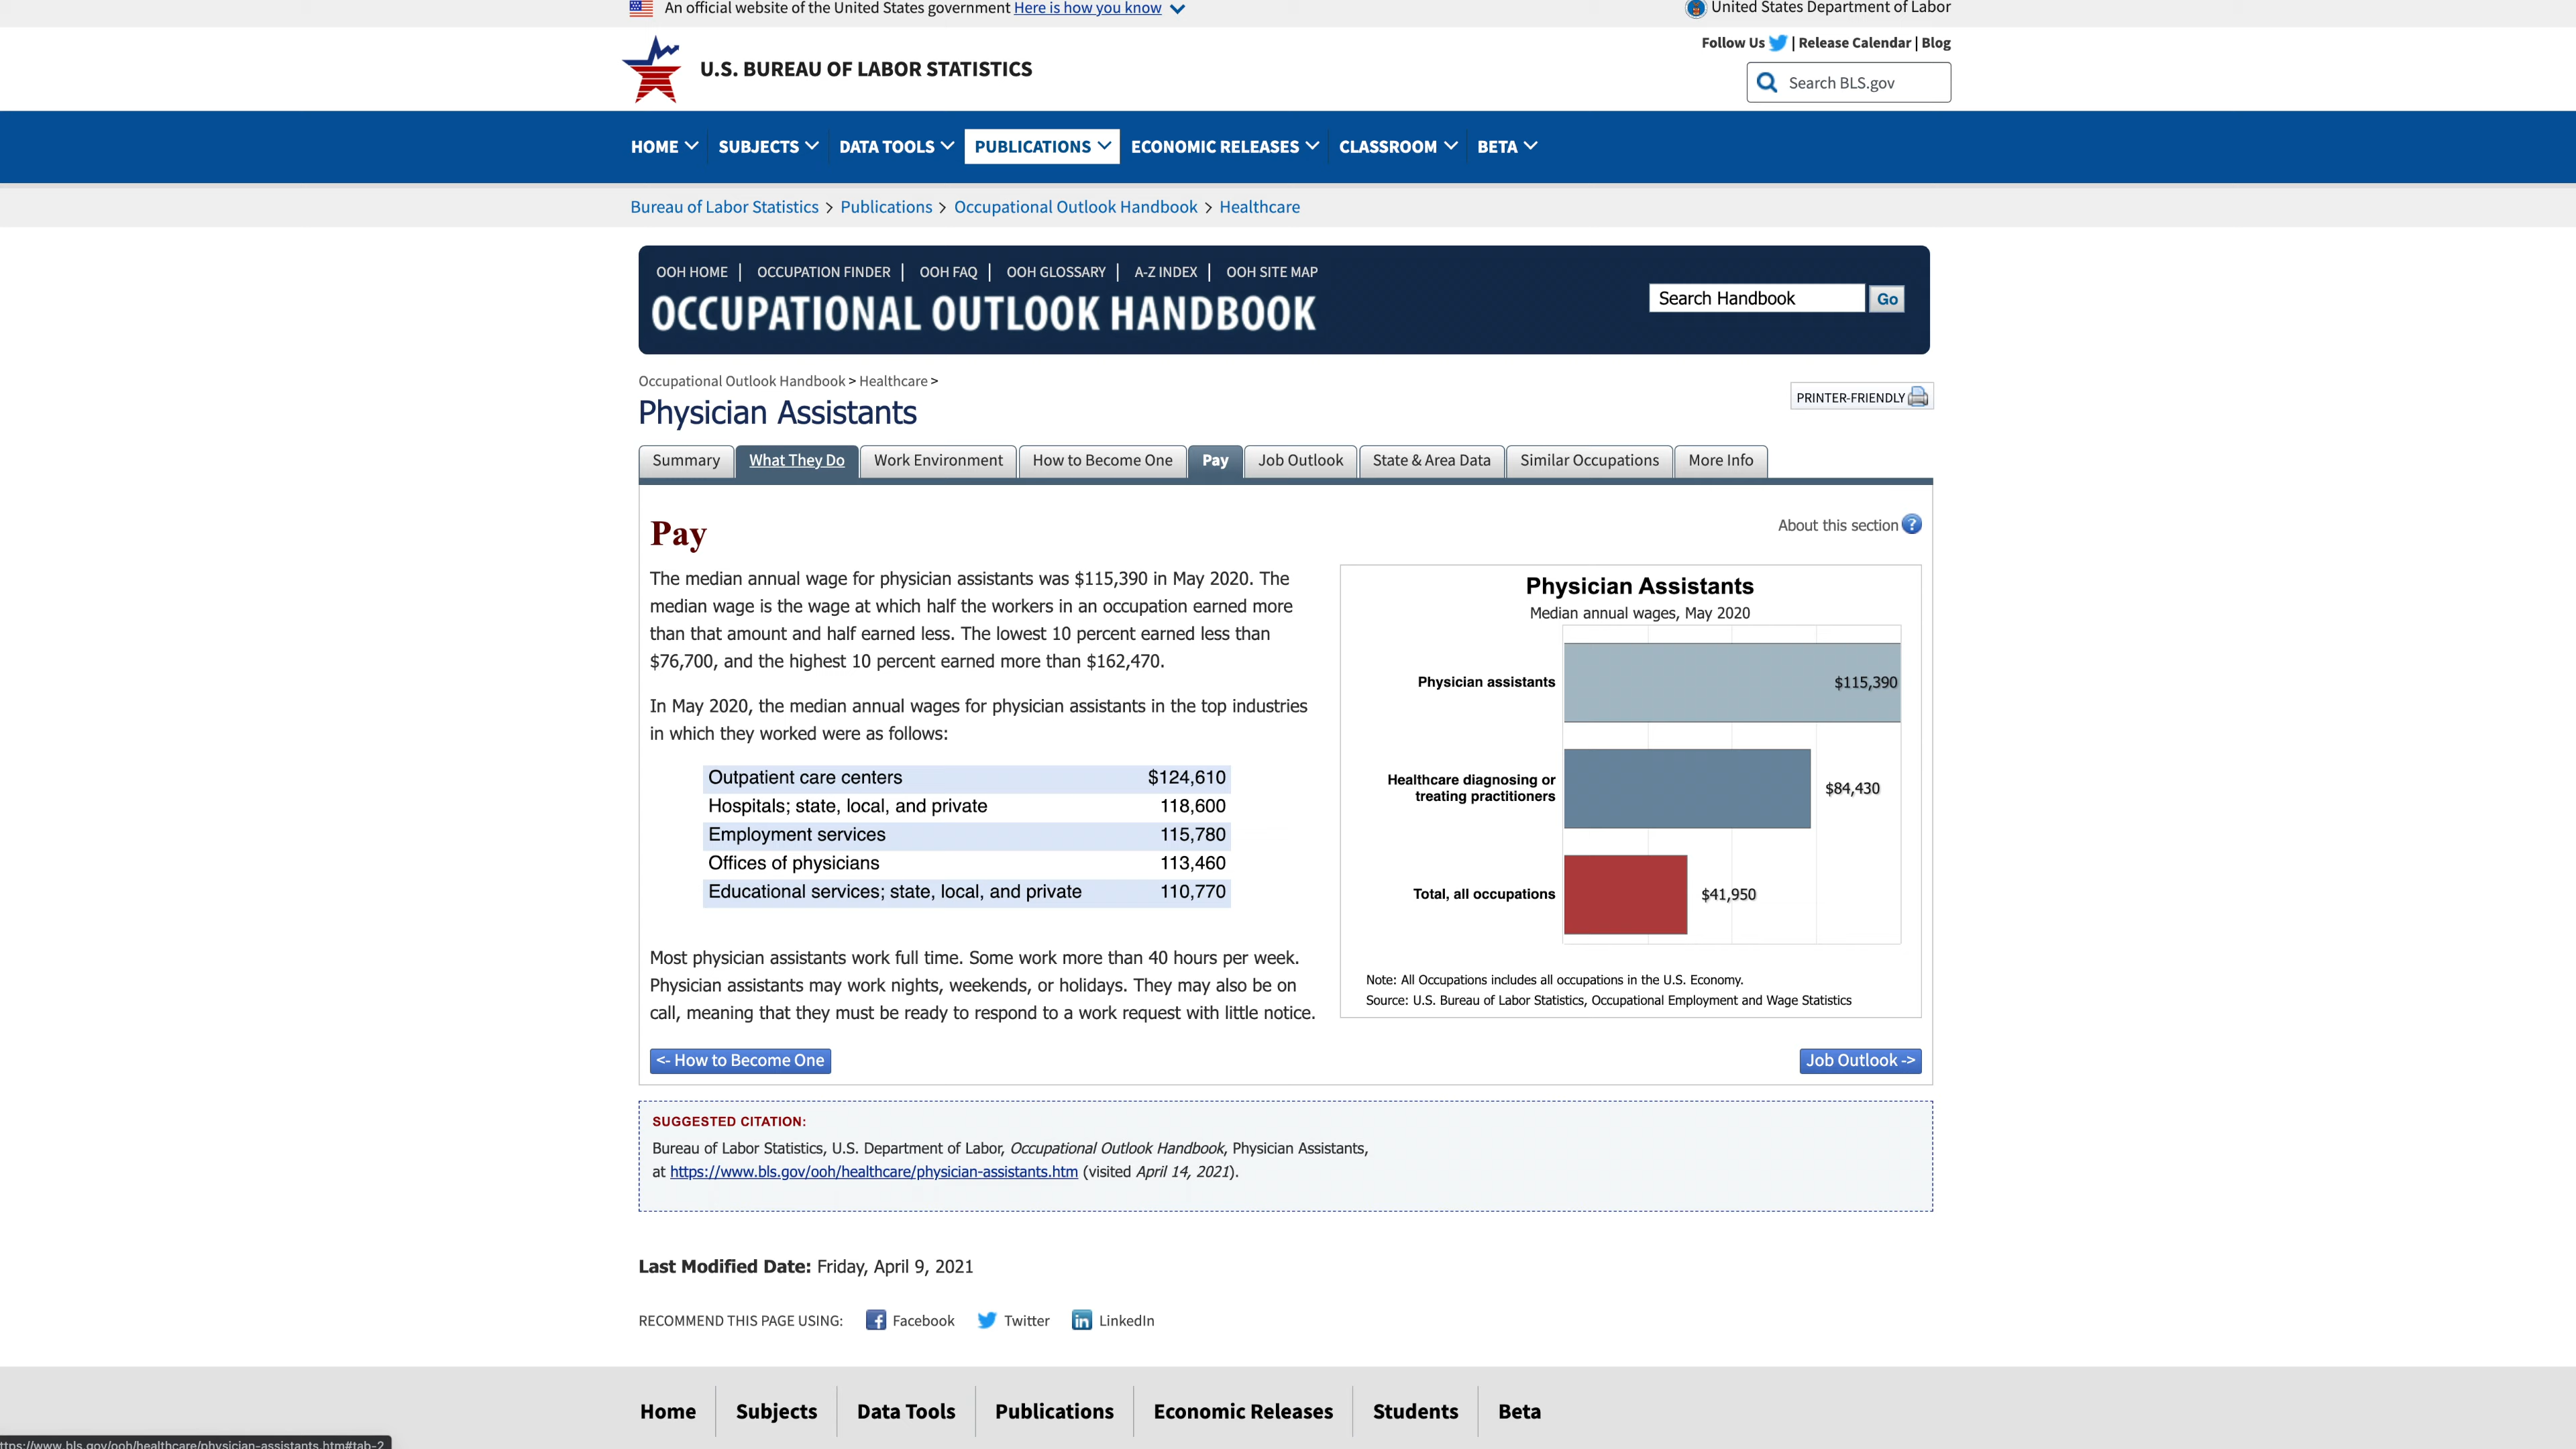 An official website of the United States government Here is how you know
United States Department of Labor
U.S. BUREAU OF LABOR STATISTICS
Follow Us | Release Calendar | Blog
Search BLS.gov
HOME SUBJECTS DATA TOOLS PUBLICATIONS ECONOMIC RELEASES CLASSROOM BETA
Bureau of Labor Statistics > Publications > Occupational Outlook Handbook > Healthcare
OOH HOME | OCCUPATION FINDER | OOH FAQ | OOH GLOSSARY | A-Z INDEX | OOH SITE MAP
OCCUPATIONAL OUTLOOK HANDBOOK
Search Handbook Go
Occupational Outlook Handbook > Healthcare >
Physician Assistants
PRINTER-FRIENDLY
Summary What They Do Work Environment How to Become One Pay Job Outlook State & Area Data Similar Occupations More Info
Pay
About this section ?
The median annual wage for physician assistants was $115,390 in May 2020. The
median wage is the wage at which half the workers in an occupation earned more
than that amount and half earned less. The lowest 10 percent earned less than
$76,700, and the highest 10 percent earned more than $162,470.
In May 2020, the median annual wages for physician assistants in the top industries
in which they worked were as follows:
Outpatient care centers $124,610
Hospitals; state, local, and private 118,600
Employment services 115,780
Offices of physicians 113,460
Educational services; state, local, and private 110,770
Most physician assistants work full time. Some work more than 40 hours per week.
Physician assistants may work nights, weekends, or holidays. They may also be on
call, meaning that they must be ready to respond to a work request with little notice.
Physician Assistants
Median annual wages, May 2020
Physician assistants $115,390
Healthcare diagnosing or
treating practitioners $84,430
Total, all occupations $41,950
Note: All Occupations includes all occupations in the U.S. Economy.
Source: U.S. Bureau of Labor Statistics, Occupational Employment and Wage Statistics
<- How to Become One
Job Outlook ->
SUGGESTED CITATION:
Bureau of Labor Statistics, U.S. Department of Labor, Occupational Outlook Handbook, Physician Assistants,
at https://www.bls.gov/ooh/healthcare/physician-assistants.htm (visited April 14, 2021).
Last Modified Date: Friday, April 9, 2021
RECOMMEND THIS PAGE USING: Facebook Twitter LinkedIn
Home Subjects Data Tools Publications Economic Releases Students Beta
ttps://www.bls.gov/ooh/healthcare/physician-assistants.htm#tab-2